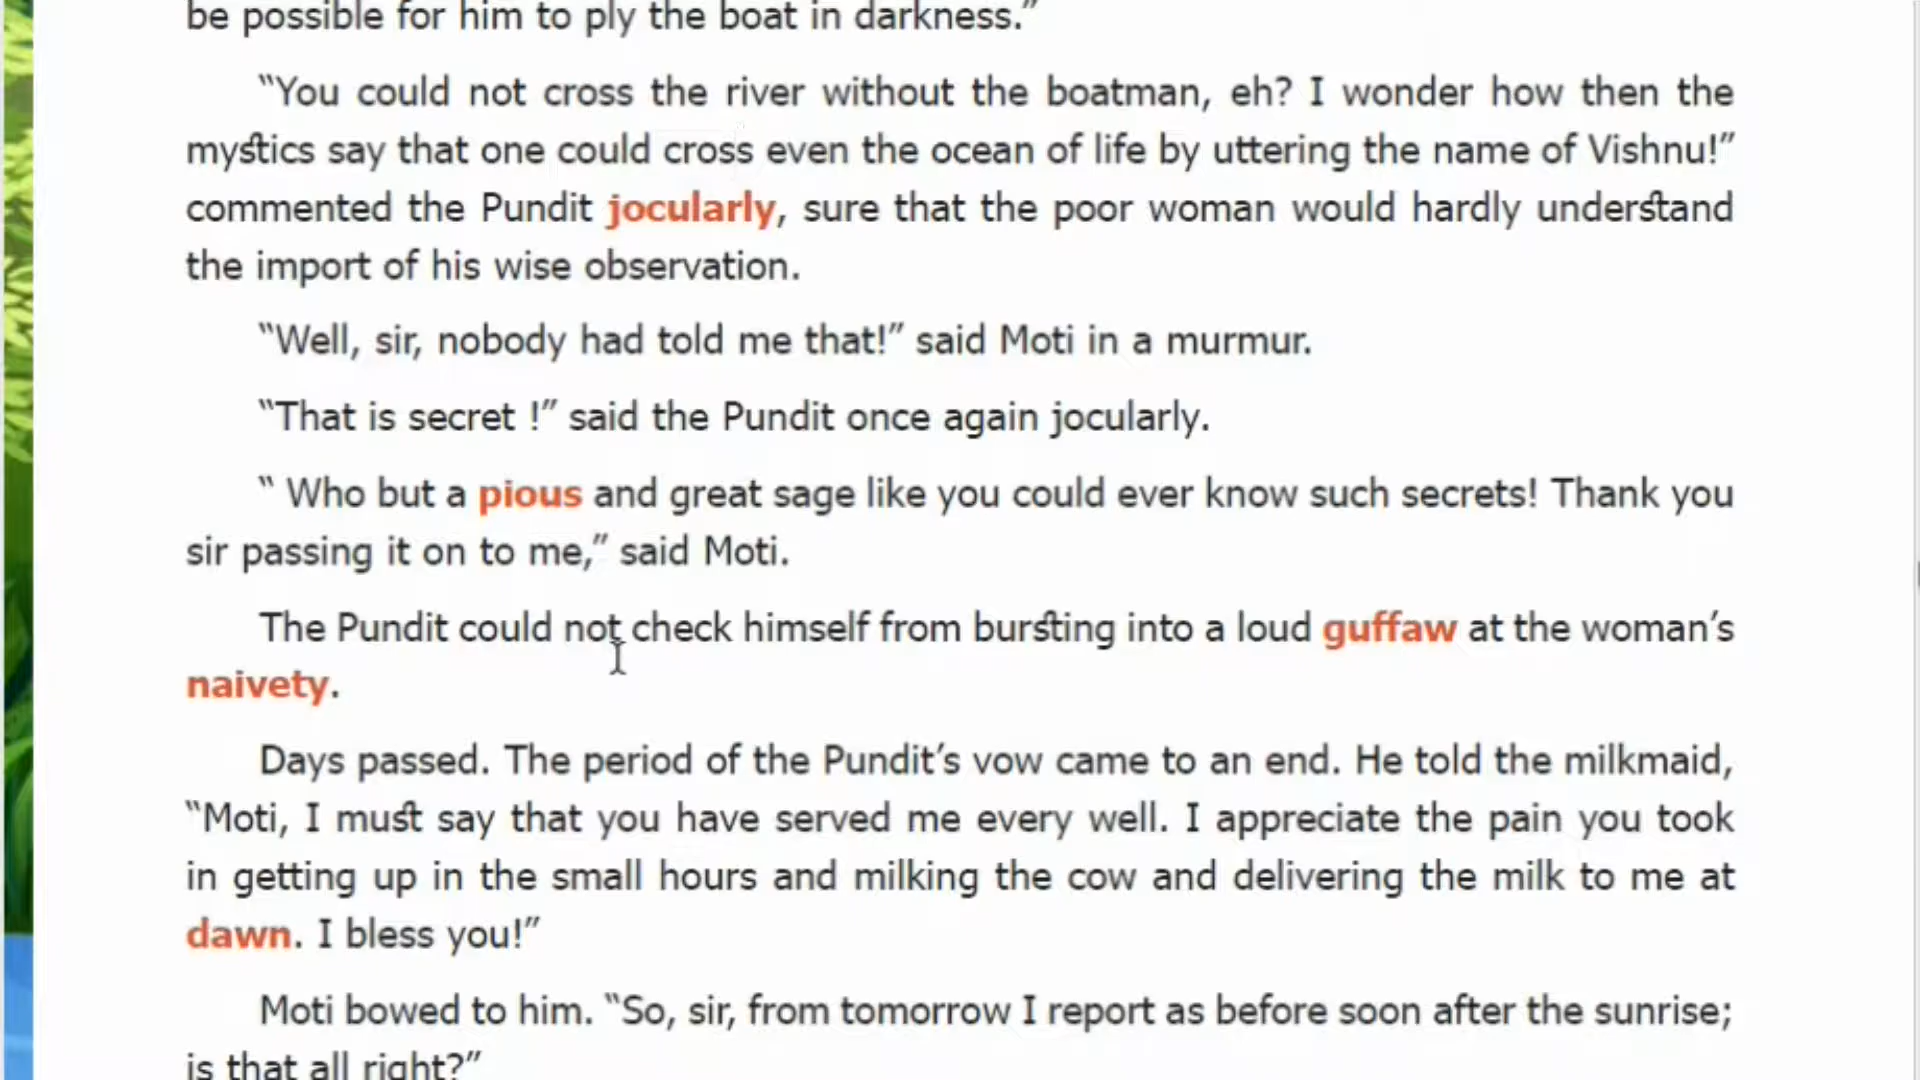 be possible for him to ply the boat in darkness.”
“You could not cross the river without the boatman, eh? I wonder how then the
mystics say that one could cross even the ocean of life by uttering the name of Vishnu!”
commented the Pundit jocularly, sure that the poor woman would hardly understand
the import of his wise observation.
“Well, sir, nobody had told me that!” said Moti in a murmur.
“That is secret !” said the Pundit once again jocularly.
“ Who but a pious and great sage like you could ever know such secrets! Thank you
sir passing it on to me,” said Moti.
The Pundit could not check himself from bursting into a loud guffaw at the woman’s
naivety.
Days passed. The period of the Pundit’s vow came to an end. He told the milkmaid,
“Moti, I must say that you have served me every well. I appreciate the pain you took
in getting up in the small hours and milking the cow and delivering the milk to me at
dawn. I bless you!”
Moti bowed to him. “So, sir, from tomorrow I report as before soon after the sunrise;
is that all right?”